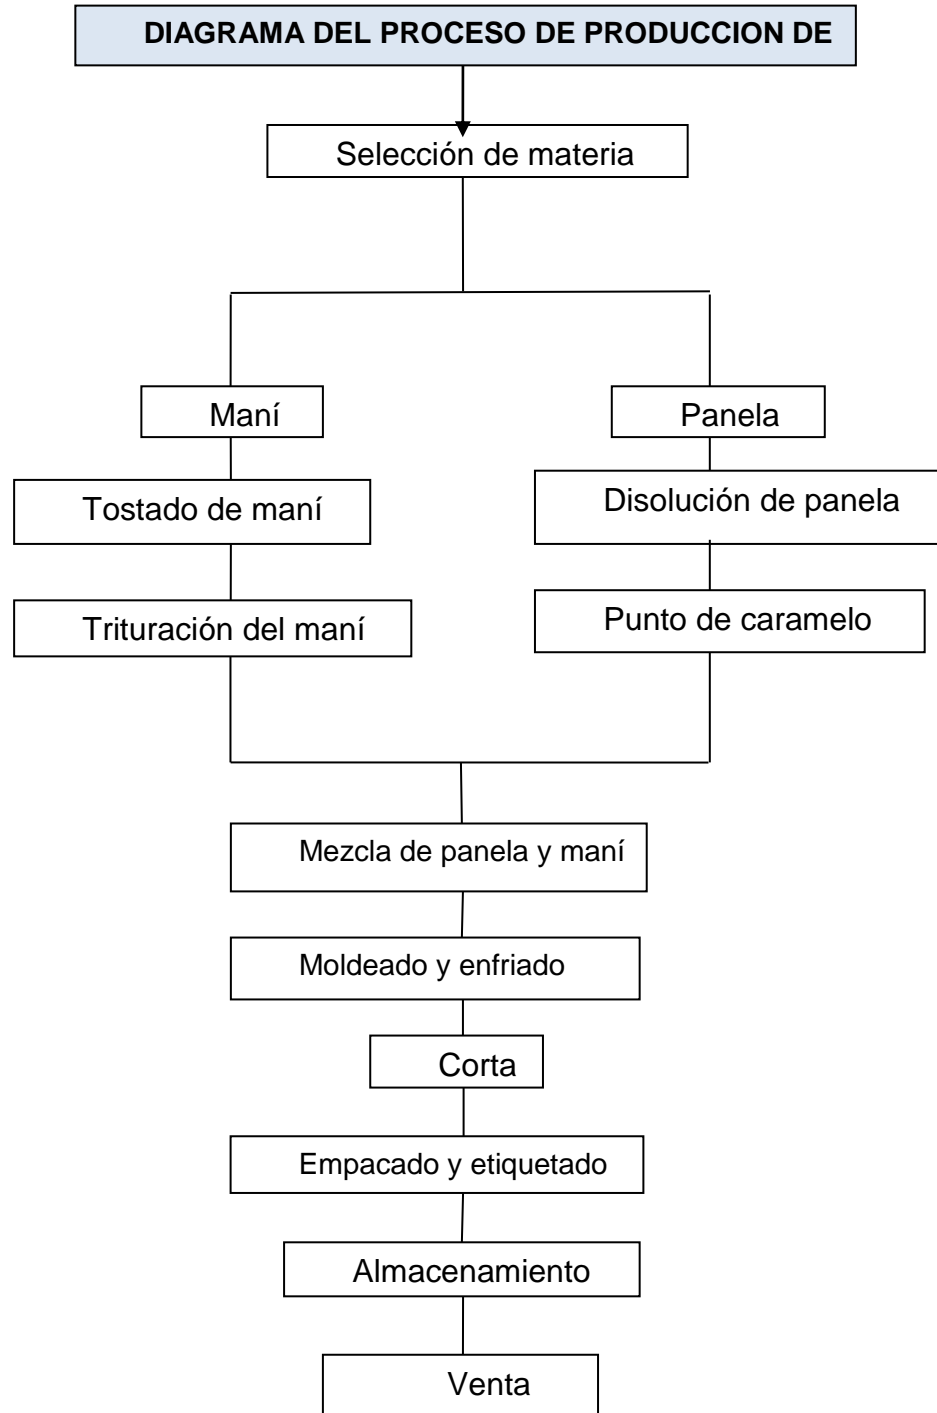 DIAGRAMA DEL PROCESO DE PRODUCCION DE
Selección de materia
Maní
Panela
Tostado de maní
Disolución de panela
Trituración del maní
Punto de caramelo
Mezcla de panela y maní
Moldeado y enfriado
Corta
Empacado y etiquetado
Almacenamiento
Venta